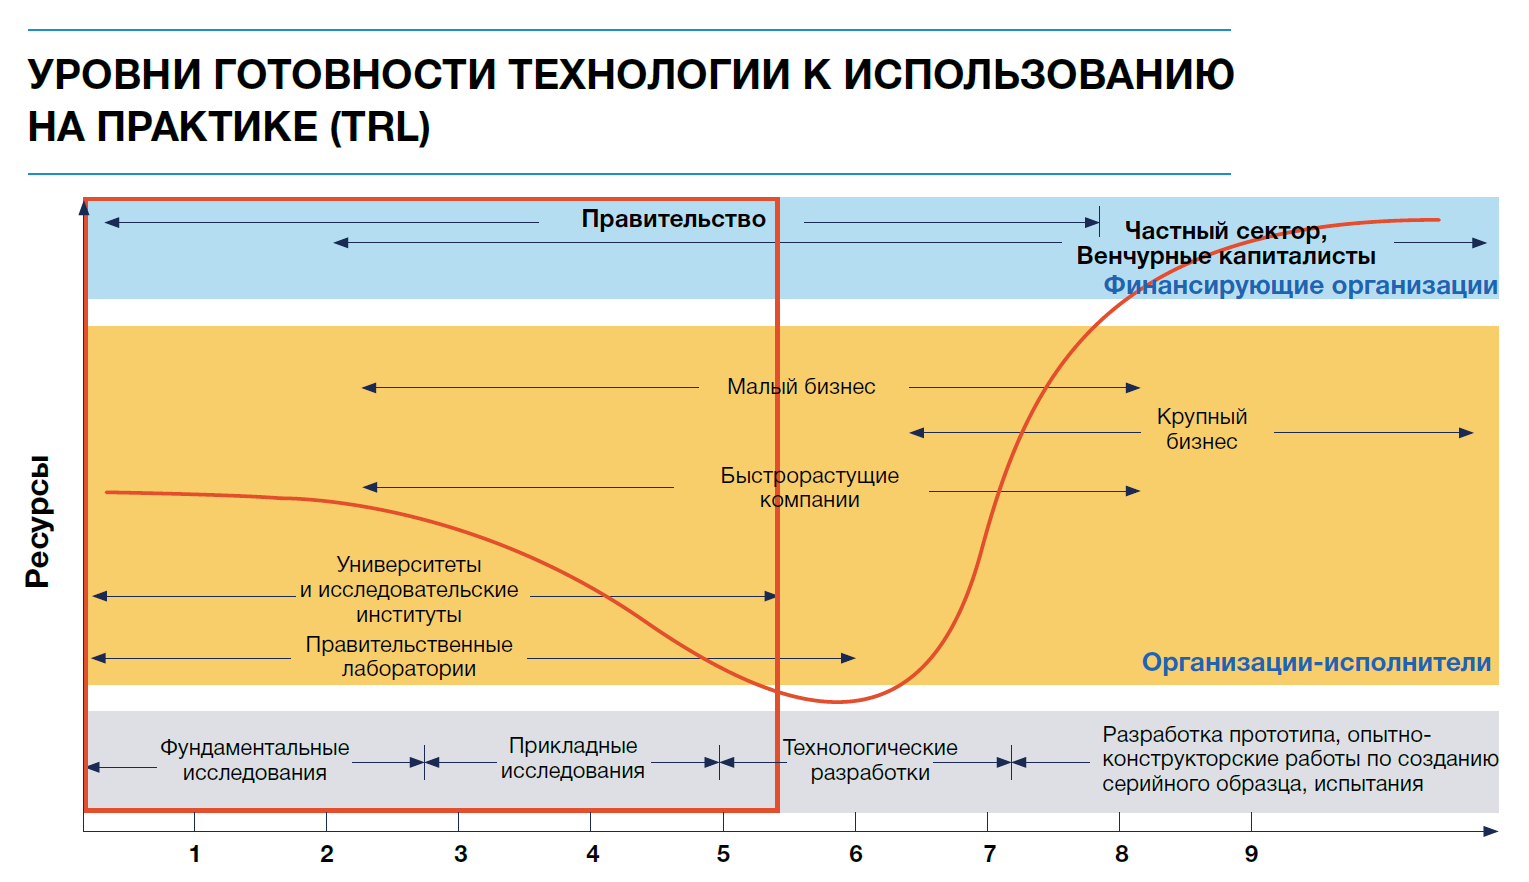 УРОВНИ ГОТОВНОСТИ ТЕХНОЛОГИИ К ИСПОЛЬЗОВАНИЮ
НА ПРАКТИКЕ (TRL)
Правительство
Частный сектор,
Венчурные капиталисты
Финансирующие организации
Малый бизнес
Крупный
бизнес
Быстрорастущие
компании
Ресурсы
Университеты
и исследовательские
институты
Правительственные
лаборатории
Организации-исполнители
Фундаментальные
исследования
Прикладные
исследования
Технологические
разработки
Разработка прототипа, опытно-
конструкторские работы по созданию
серийного образца, испытания
1 2 3 4 5 6 7 8 9